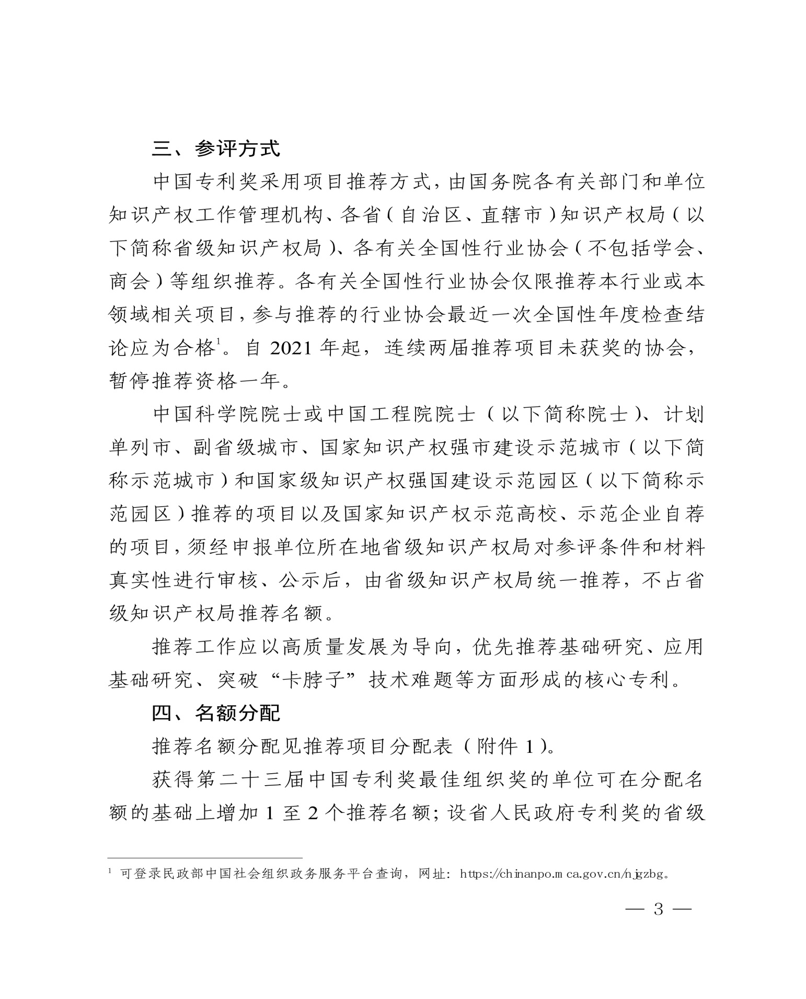 三、参评方式
中国专利奖采用项目推荐方式，由国务院各有关部门和单位
知识产权工作管理机构、各省（自治区、直辖市）知识产权局（以
下简称省级知识产权局）、各有关全国性行业协会（不包括学会、
商会）等组织推荐。各有关全国性行业协会仅限推荐本行业或本
领域相关项目，参与推荐的行业协会最近一次全国性年度检查结
论应为合格1。自 2021 年起，连续两届推荐项目未获奖的协会，
暂停推荐资格一年。
中国科学院院士或中国工程院院士（以下简称院士）、计划
单列市、副省级城市、国家知识产权强市建设示范城市（以下简
称示范城市）和国家级知识产权强国建设示范园区（以下简称示
范园区）推荐的项目以及国家知识产权示范高校、示范企业自荐
的项目，须经申报单位所在地省级知识产权局对参评条件和材料
真实性进行审核、公示后，由省级知识产权局统一推荐，不占省
级知识产权局推荐名额。
推荐工作应以高质量发展为导向，优先推荐基础研究、应用
基础研究、突破“卡脖子”技术难题等方面形成的核心专利。
四、名额分配
推荐名额分配见推荐项目分配表（附件 1）。
获得第二十三届中国专利奖最佳组织奖的单位可在分配名
额的基础上增加 1 至 2 个推荐名额；设省人民政府专利奖的省级
1 可登录民政部中国社会组织政务服务平台查询，网址：https://chinanpo.mca.gov.cn/njgzbg。
— 3 —